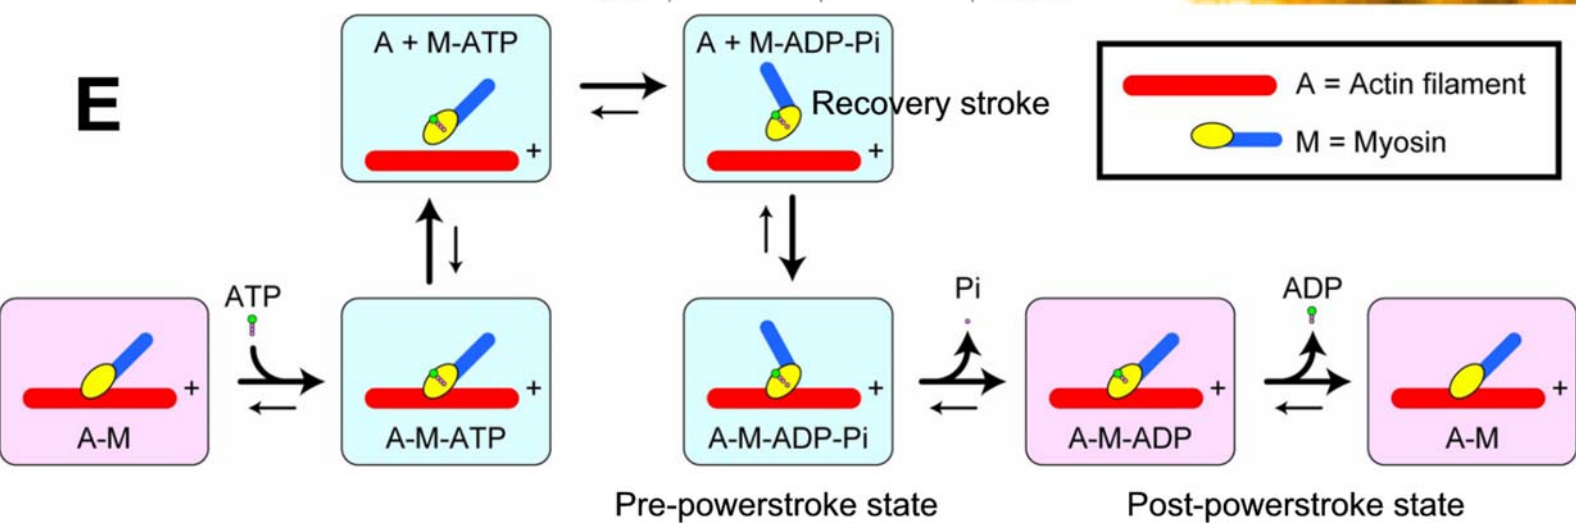 E
A + M-ATP
+
A + M-ADP-Pi
Recovery stroke
+
A = Actin filament
M = Myosin
A-M
+
ATP
A-M-ATP
+
A-M-ADP-Pi
+
Pi
A-M-ADP
+
ADP
A-M
+
Pre-powerstroke state
Post-powerstroke state